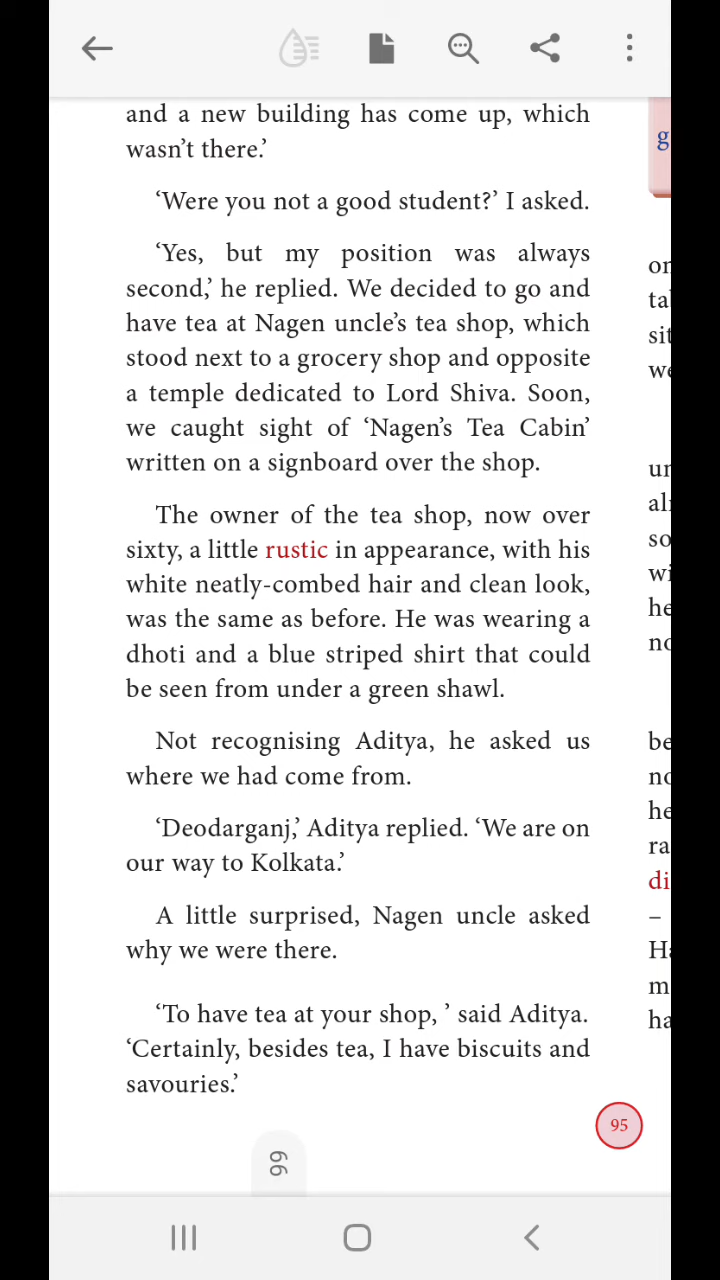 and a new building has come up, which
wasn't there.'
'Were you not a good student?' I asked.
'Yes, but my position was always
second,' he replied. We decided to go and
have tea at Nagen uncle's tea shop, which
stood next to a grocery shop and opposite
a temple dedicated to Lord Shiva. Soon,
we caught sight of 'Nagen's Tea Cabin'
written on a signboard over the shop.
The owner of the tea shop, now over
sixty, a little rustic in appearance, with his
white neatly-combed hair and clean look,
was the same as before. He was wearing a
dhoti and a blue striped shirt that could
be seen from under a green shawl.
Not recognising Aditya, he asked us
where we had come from.
'Deodarganj,' Aditya replied. 'We are on
our way to Kolkata.'
A little surprised, Nagen uncle asked
why we were there.
'To have tea at your shop, ' said Aditya.
'Certainly, besides tea, I have biscuits and
savouries.'
95
66